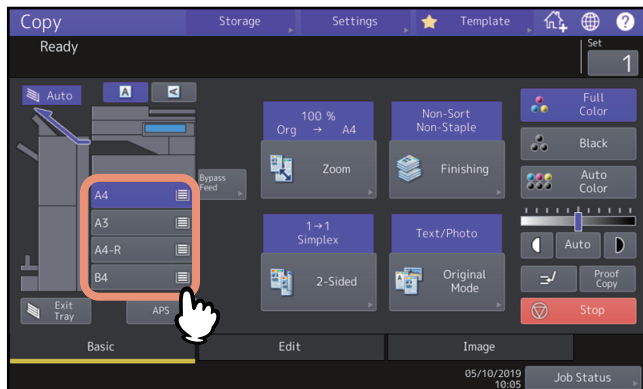 Copy
Storage
Settings
Template
?
Ready
Set
1
Auto
A
A
100 %
Org → A4
Zoom
Non-Sort
Non-Staple
Finishing
Full
Color
Black
Auto
Color
Bypass
Feed
A4
A3
A4-R
B4
1→1
Simplex
2-Sided
Text/Photo
Original
Mode
Auto
Proof
Copy
Exit
Tray
APS
Stop
Basic
Edit
Image
05/10/2019
10:05
Job Status